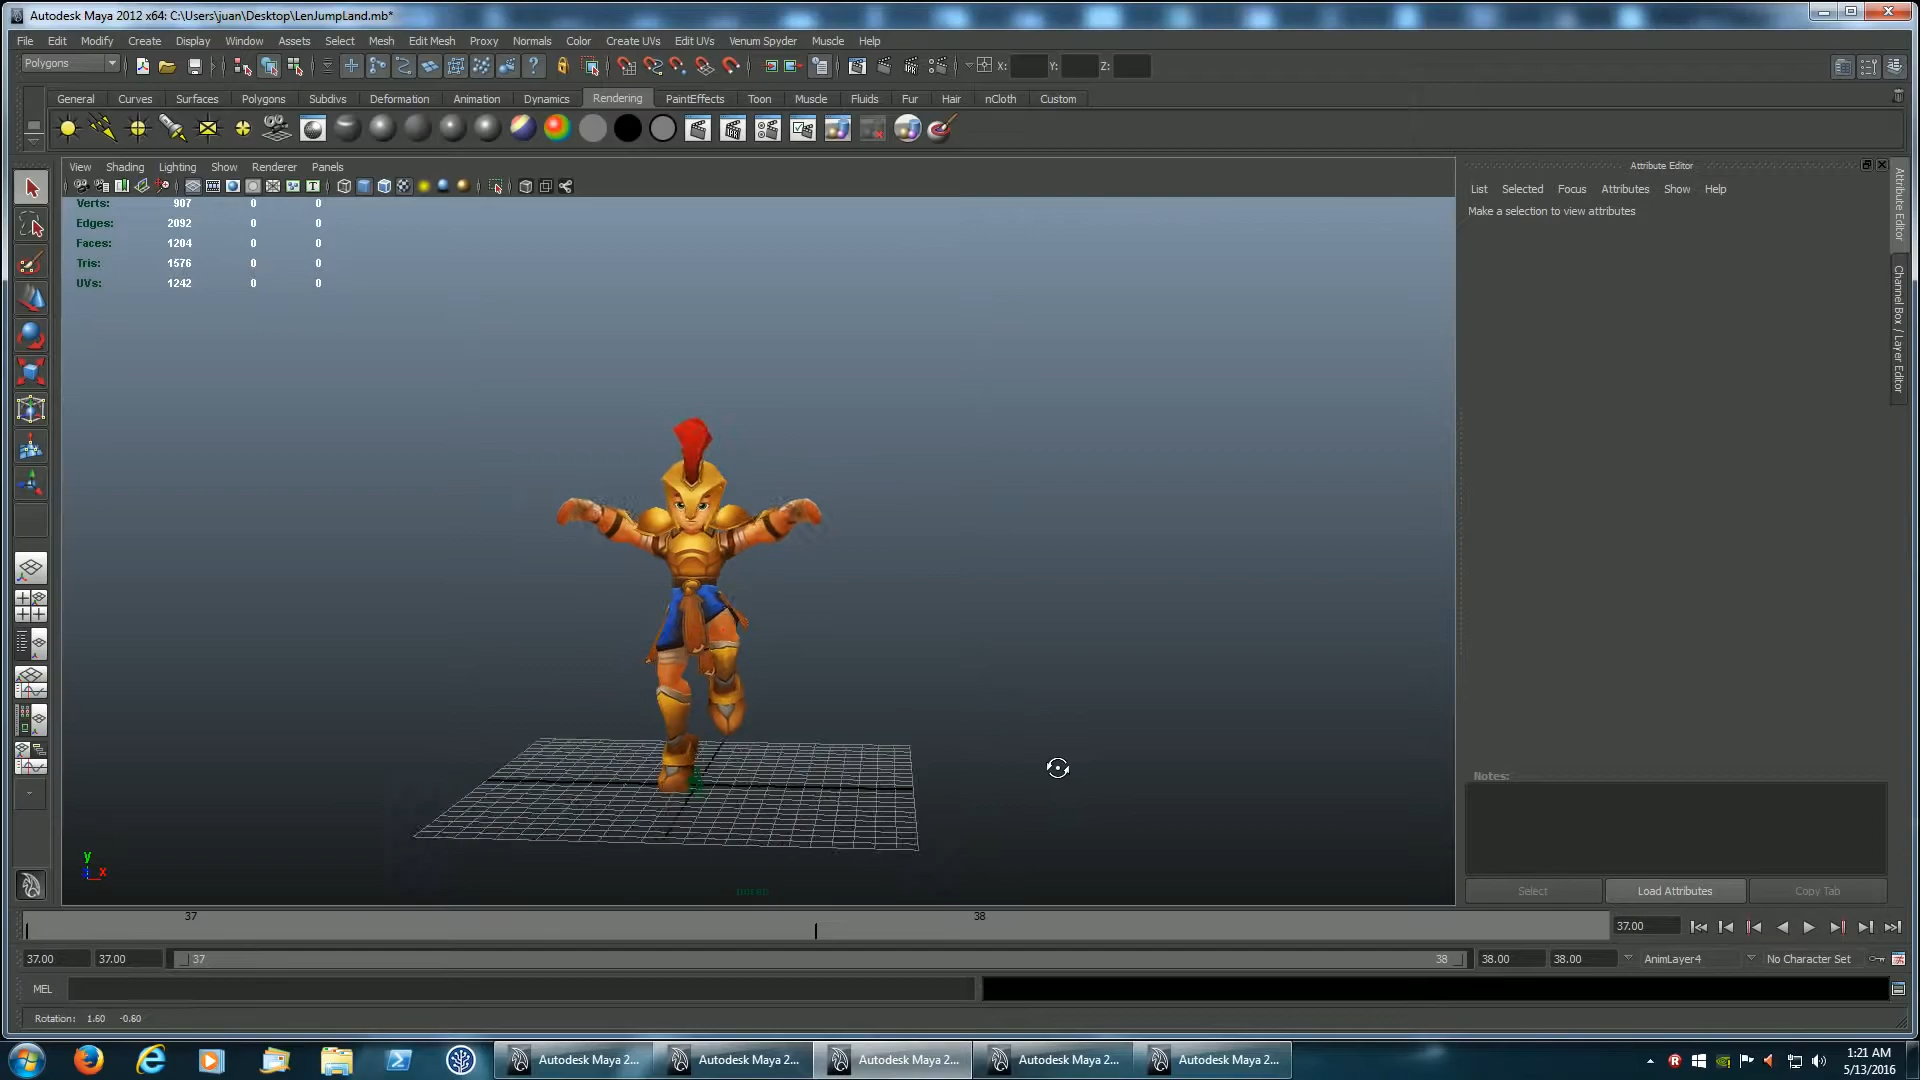 Autodesk Maya 2012 x64: C:\Users\juan\Desktop\LenJumpLand.mb*
File Edit Modify Create Display Window Assets Select Mesh Edit Mesh Proxy Normals Color Create UVs Edit UVs Venum Spyder Muscle Help
Polygons
X: Y: Z:
General Curves Surfaces Polygons Subdivs Deformation Animation Dynamics Rendering PaintEffects Toon Muscle Fluids Fur Hair nCloth Custom
View Shading Lighting Show Renderer Panels
Verts: 907 0 0
Edges: 2092 0 0
Faces: 1204 0 0
Tris: 1576 0 0
UVs: 1242 0 0
y
x
persp
Attribute Editor
List Selected Focus Attributes Show Help
Make a selection to view attributes
Attribute Editor
Channel Box / Layer Editor
Notes:
Select Load Attributes Copy Tab
37 38 37.00
37.00 37.00 37 38 38.00 38.00 AnimLayer4 No Character Set
MEL
Rotation: 1.60 -0.60
Autodesk Maya 2... Autodesk Maya 2... Autodesk Maya 2... Autodesk Maya 2... Autodesk Maya 2...
1:21 AM
5/13/2016